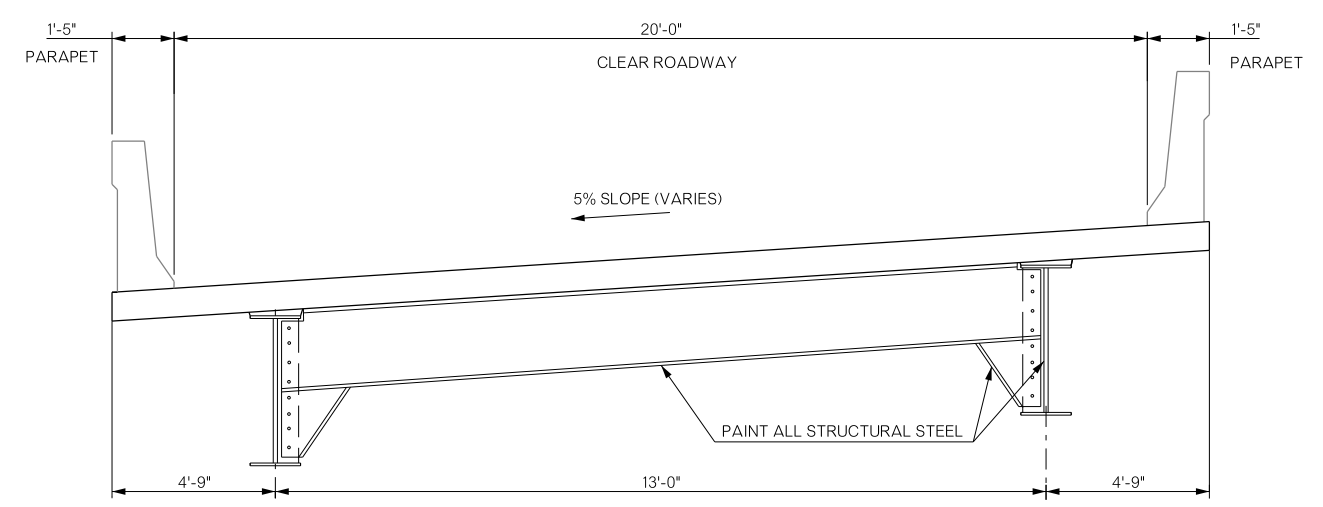 1'-5" 20'-0" 1'-5"
PARAPET CLEAR ROADWAY PARAPET
5% SLOPE (VARIES)
PAINT ALL STRUCTURAL STEEL
4'-9" 13'-0" 4'-9"